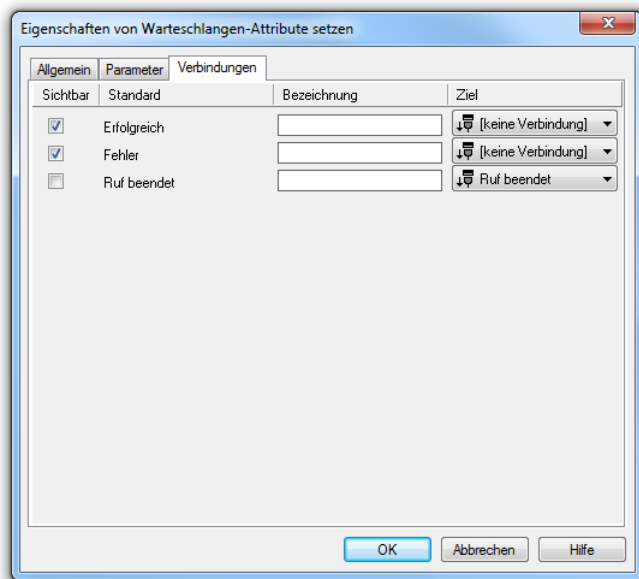 Eigenschaften von Warteschlangen-Attribute setzen
Allgemein Parameter Verbindungen
Sichtbar Standard Bezeichnung Ziel
Erfolgreich [keine Verbindung]
Fehler [keine Verbindung]
Ruf beendet Ruf beendet
OK Abbrechen Hilfe